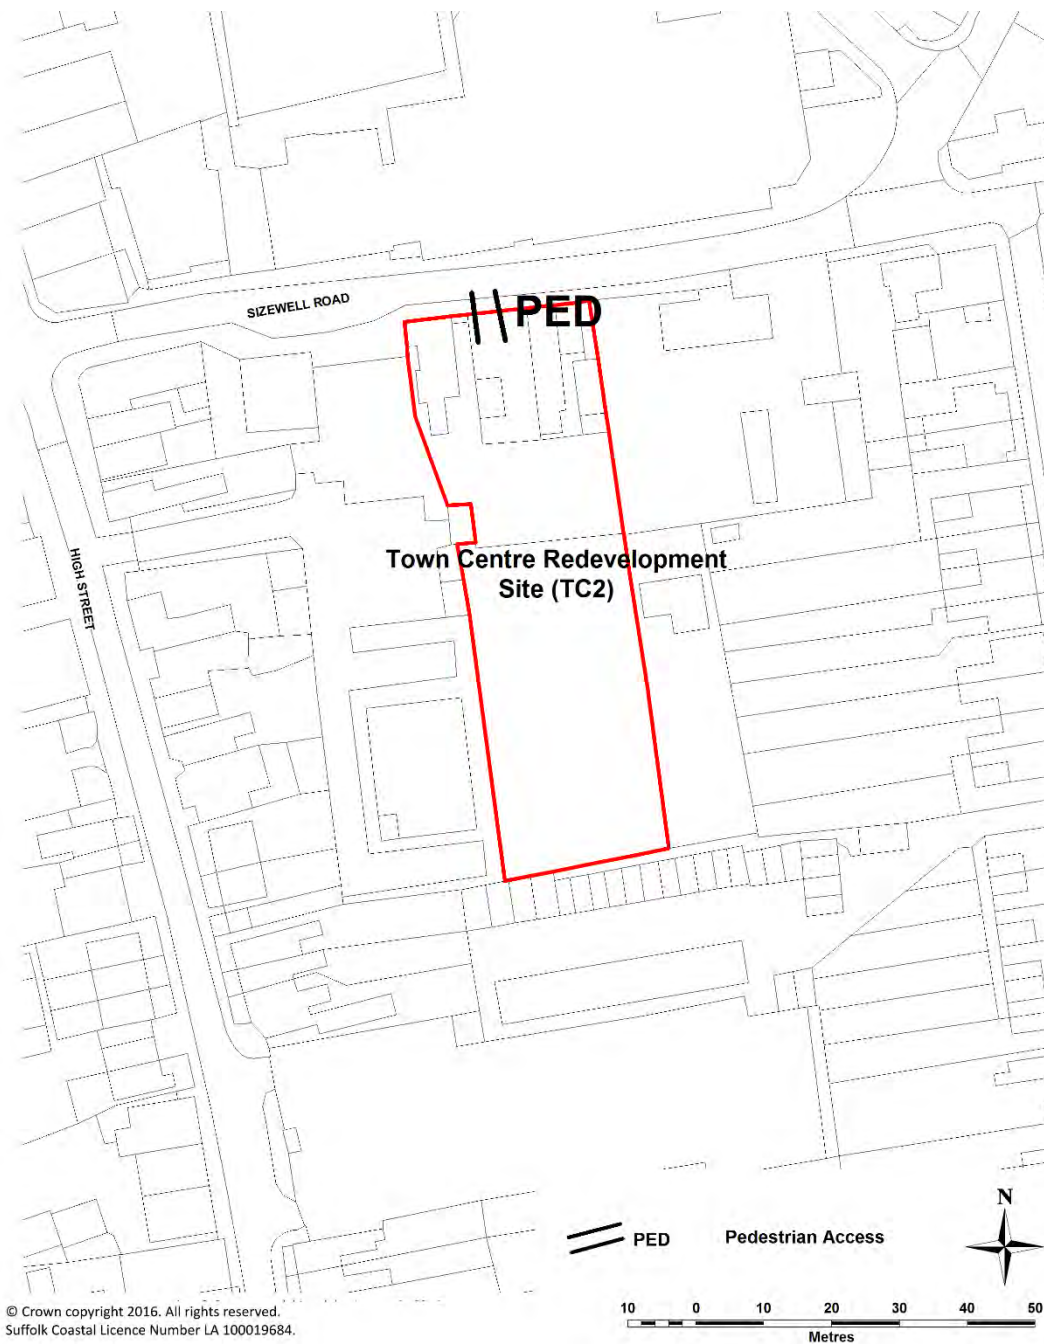 SIZEWELL ROAD
PED
HIGH STREET
Town Centre Redevelopment
Site (TC2)
N
PED
Pedestrian Access
© Crown copyright 2016. All rights reserved.
Suffolk Coastal Licence Number LA 100019684.
10 0 10 20 30 40 50
Metres